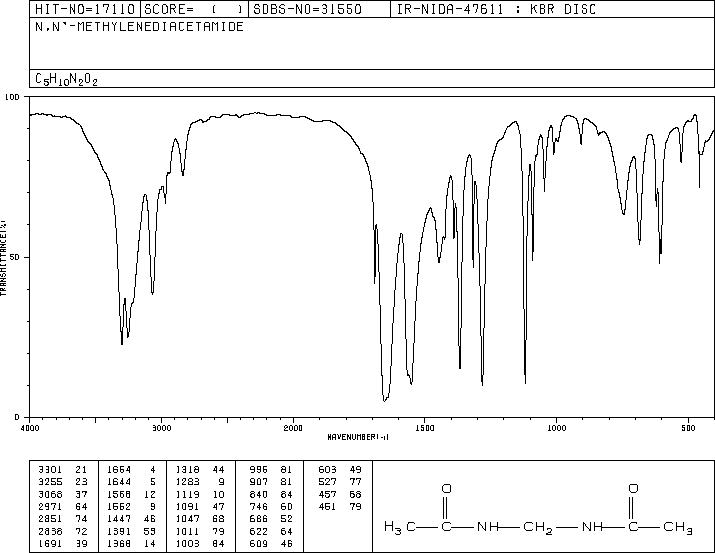 HIT-NO=17110 SCORE= ( ) SDBS-NO=31550 IR-NIDA-47611 : KBR DISC
N,N'-METHYLENEDIACETAMIDE
C5H10N2O2
100
50
0
TRANSMITTANCE(%)
4000 3000 2000 1500 1000 500
WAVENUMBER(-1)
3301 21 1664 4 1318 44 996 81 603 49
3255 23 1644 5 1283 9 907 81 527 77
3068 37 1568 12 1119 10 840 84 457 68
2971 64 1562 9 1091 47 746 60 451 79
2851 74 1447 46 1047 68 686 52
2838 72 1391 59 1011 79 622 64
1691 39 1368 14 1003 84 609 46
O O
H3C C NH CH2 NH C CH3